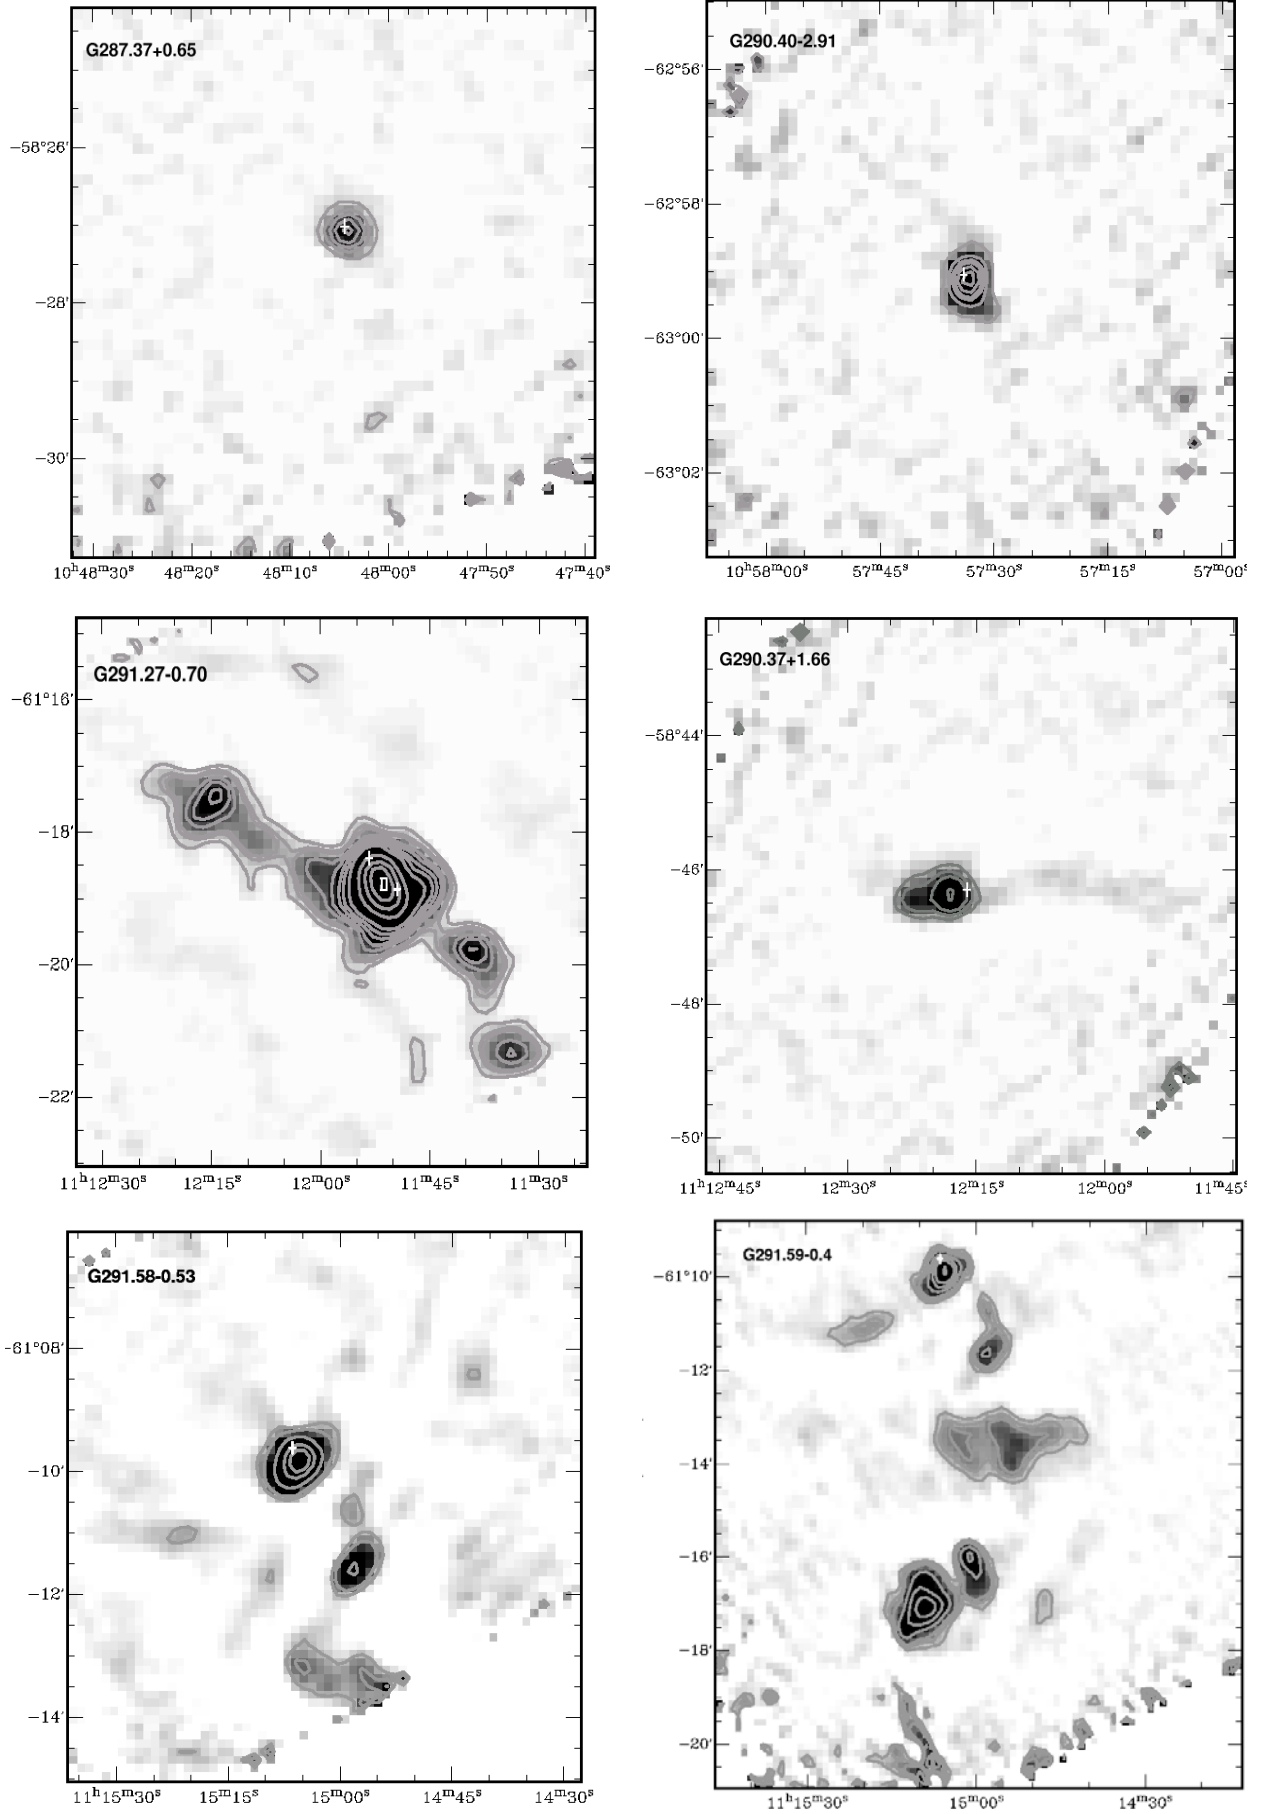 G287.37+0.65
−58°26′
−28′
−30′
10ʰ48ᵐ30ˢ 48ᵐ20ˢ 48ᵐ10ˢ 48ᵐ00ˢ 47ᵐ50ˢ 47ᵐ40ˢ
G290.40-2.91
−62°56′
−62°58′
−63°00′
−63°02′
10ʰ58ᵐ00ˢ 57ᵐ45ˢ 57ᵐ30ˢ 57ᵐ15ˢ 57ᵐ00ˢ
G291.27-0.70
−61°16′
−18′
−20′
−22′
11ʰ12ᵐ30ˢ 12ᵐ15ˢ 12ᵐ00ˢ 11ᵐ45ˢ 11ᵐ30ˢ
G290.37+1.66
−58°44′
−46′
−48′
−50′
11ʰ12ᵐ45ˢ 12ᵐ30ˢ 12ᵐ15ˢ 12ᵐ00ˢ 11ᵐ45ˢ
G291.58-0.53
−61°08′
−10′
−12′
−14′
11ʰ15ᵐ30ˢ 15ᵐ15ˢ 15ᵐ00ˢ 14ᵐ45ˢ 14ᵐ30ˢ
G291.59-0.4
−61°10′
−12′
−14′
−16′
−18′
−20′
11ʰ15ᵐ30ˢ 15ᵐ00ˢ 14ᵐ30ˢ